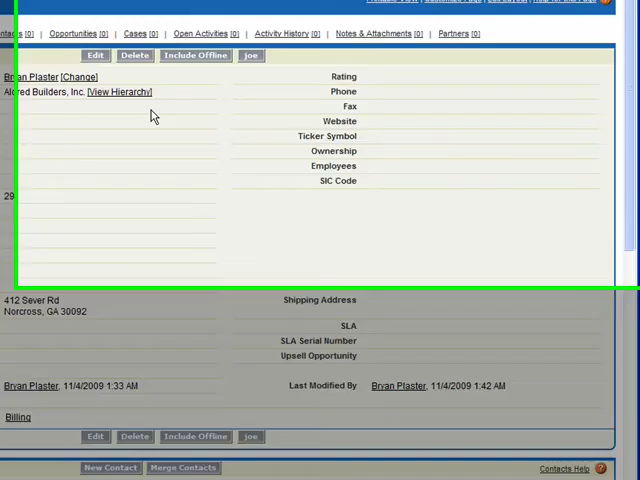 Opportunities [0] | Cases [0] | Open Activities [0] | Activity History [0] | Notes & Attachments [0] | Partners [0]
Edit Delete Include Offline joe
Bryan Plaster [Change] Rating
Aldred Builders, Inc. [View Hierarchy] Phone
Fax
Website
Ticker Symbol
Ownership
Employees
29 SIC Code
412 Sever Rd Shipping Address
Norcross, GA 30092
SLA
SLA Serial Number
Upsell Opportunity
Bryan Plaster, 11/4/2009 1:33 AM Last Modified By Bryan Plaster, 11/4/2009 1:42 AM
Billing
Edit Delete Include Offline joe
New Contact Merge Contacts Contacts Help ?